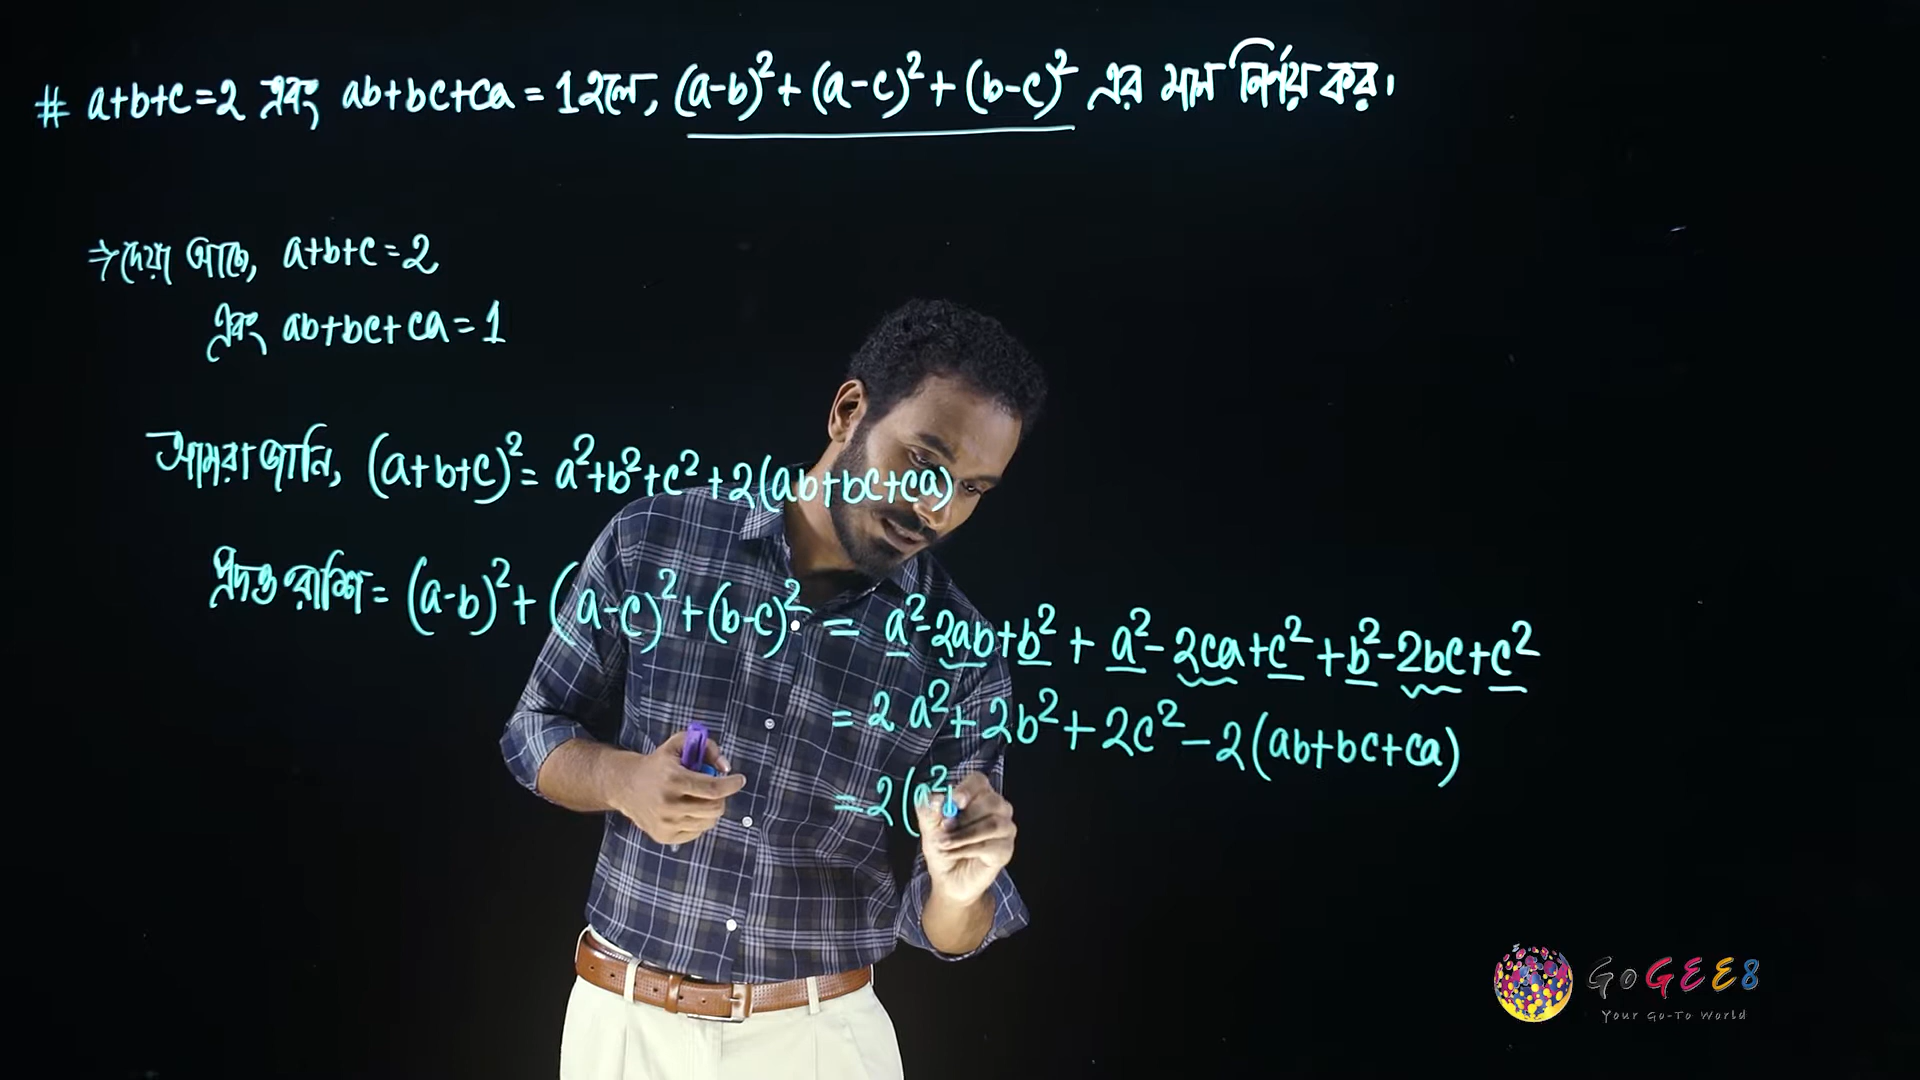 # a+b+c=2 এবং ab+bc+ca = 1 হলে, (a-b)²+(a-c)²+(b-c)² এর মান নির্ণয় কর।
⇒ দেয়া আছে, a+b+c=2
এবং ab+bc+ca=1
আমরা জানি, (a+b+c)²= a²+b²+c²+2(ab+bc+ca)
প্রদত্ত রাশি= (a-b)²+(a-c)²+(b-c)² = a²-2ab+b² + a²-2ca+c²+b²-2bc+c²
= 2a²+2b²+2c²-2(ab+bc+ca)
=2(a²
GoGEE8
Your Go-To World